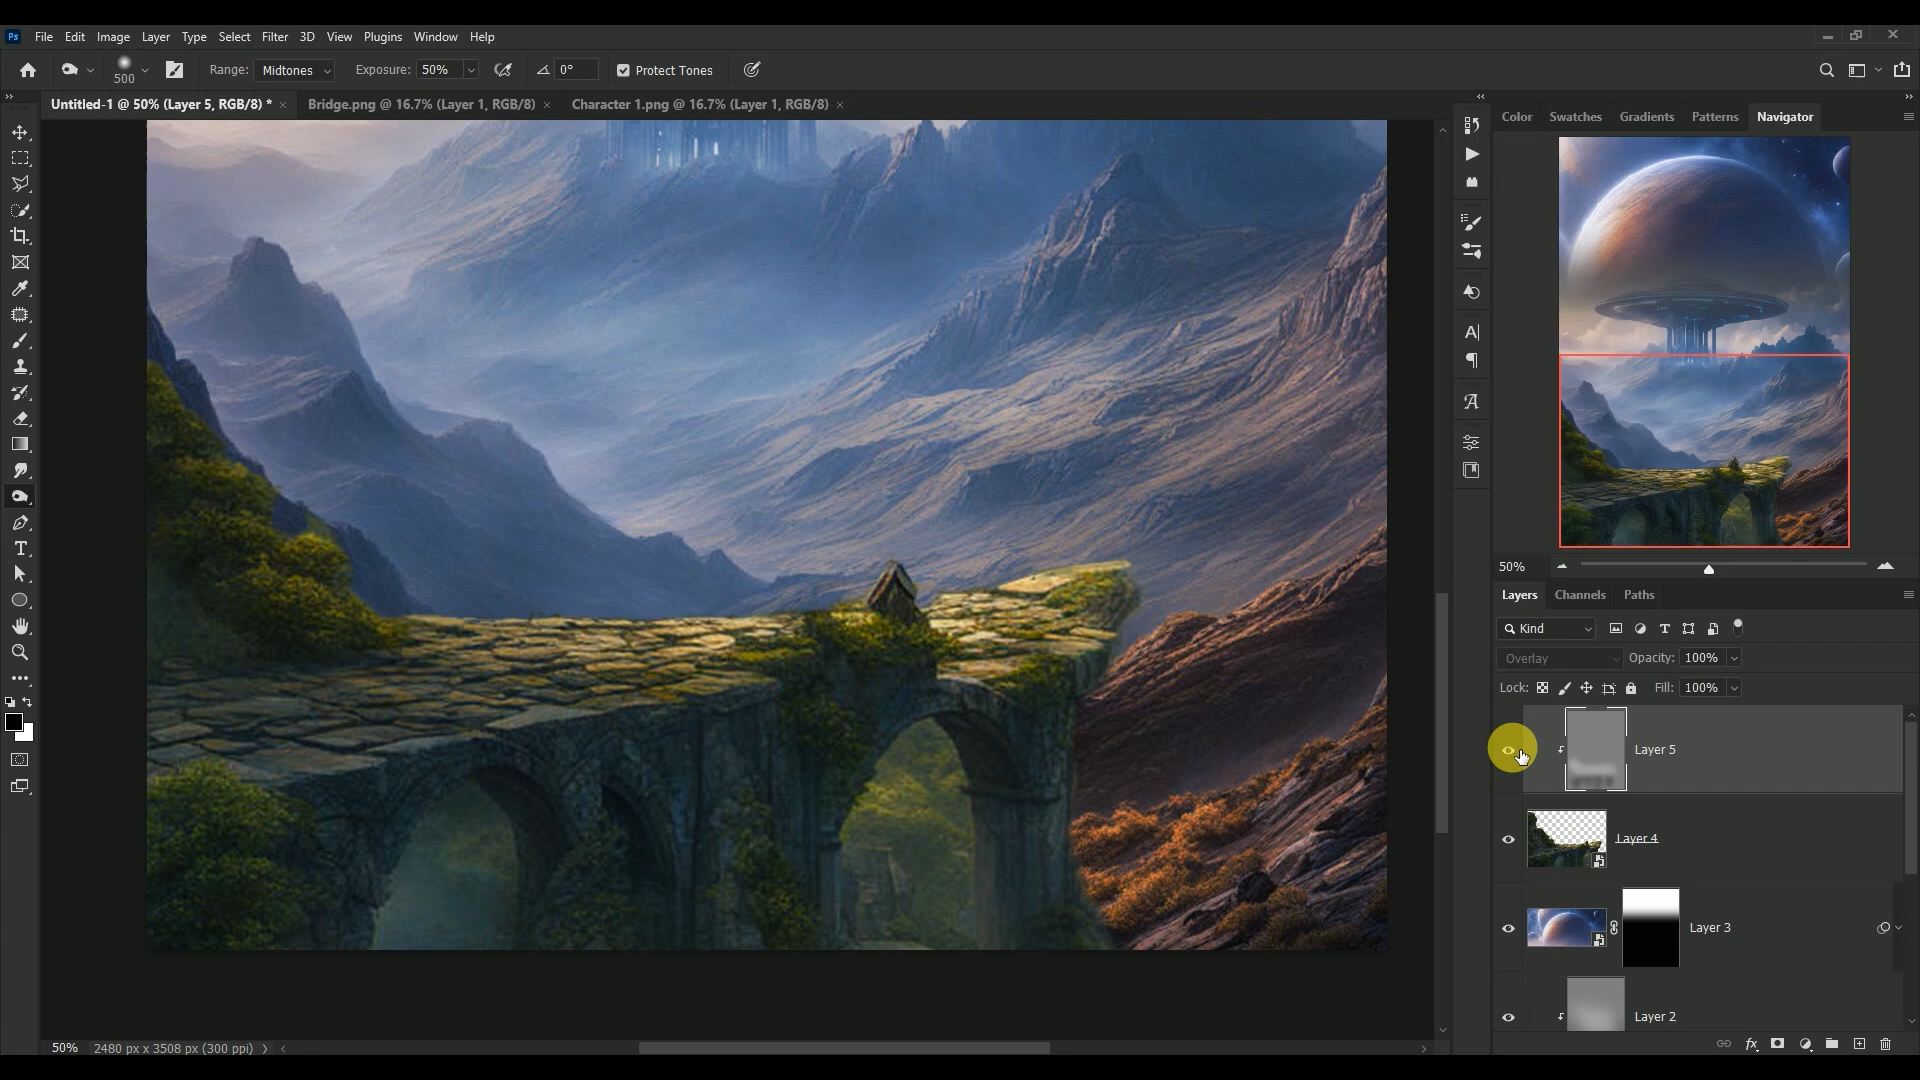 Ps File Edit Image Layer Type Select Filter 3D View Plugins Window Help
500 Range: Midtones Exposure: 50% 0° Protect Tones
Untitled-1 @ 50% (Layer 5, RGB/8) * × Bridge.png @ 16.7% (Layer 1, RGB/8) × Character 1.png @ 16.7% (Layer 1, RGB/8) ×
Color Swatches Gradients Patterns Navigator
50%
Layers Channels Paths
Kind
Overlay Opacity: 100%
Lock: Fill: 100%
Layer 5
Layer 4
Layer 3
Layer 2
50% 2480 px x 3508 px (300 ppi)